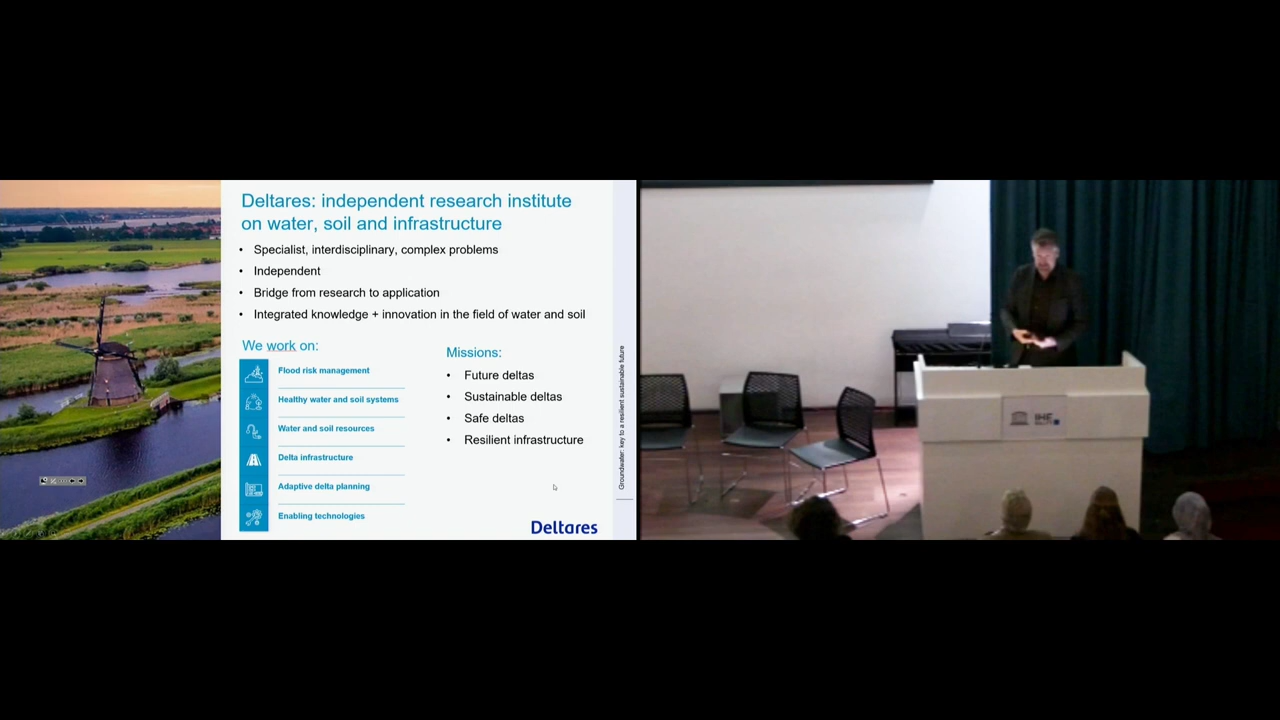 Deltares: independent research institute
on water, soil and infrastructure
• Specialist, interdisciplinary, complex problems
• Independent
• Bridge from research to application
• Integrated knowledge + innovation in the field of water and soil
We work on:
Flood risk management
Healthy water and soil systems
Water and soil resources
Delta infrastructure
Adaptive delta planning
Enabling technologies
Missions:
• Future deltas
• Sustainable deltas
• Safe deltas
• Resilient infrastructure
Deltares
Groundwater: key to a resilient sustainable future
IHE